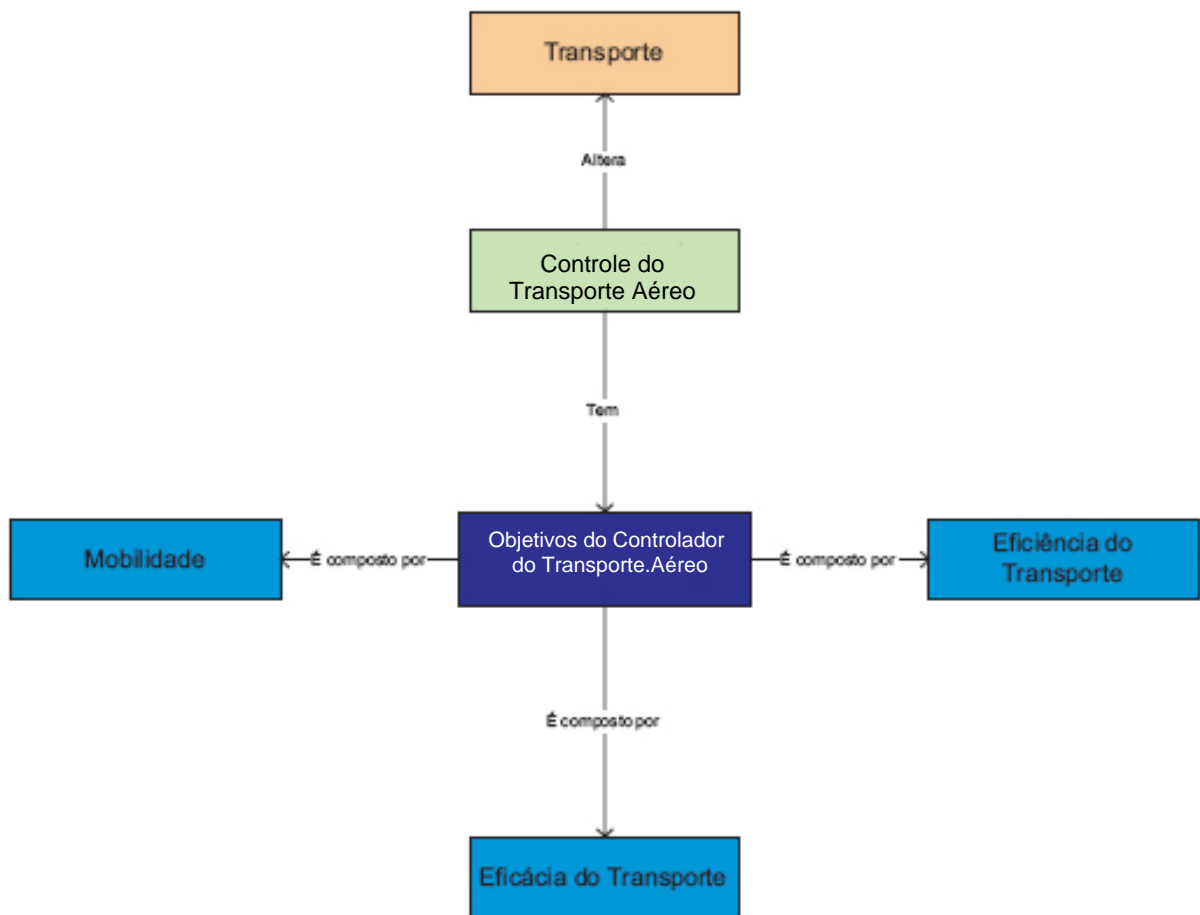 Transporte
Altera
Controle do
Transporte Aéreo
Tem
Mobilidade
É composto por
Objetivos do Controlador
do Transporte.Aéreo
É composto por
Eficiência do
Transporte
É composto por
Eficácia do Transporte